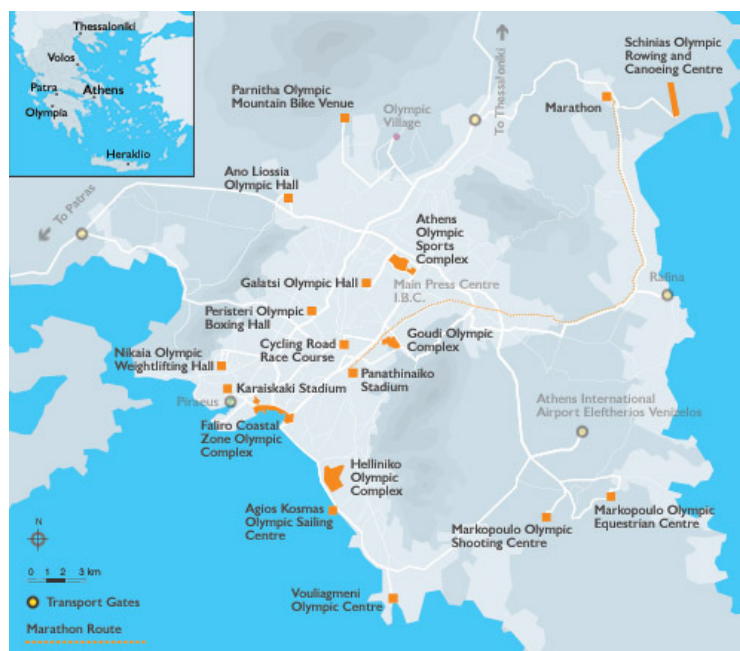 Thessaloniki
Volos
Patra
Athens
Olympia
Heraklio
To Thessaloniki
Schinias Olympic
Rowing and
Canoeing Centre
Parnitha Olympic
Mountain Bike Venue
Olympic
Village
Marathon
Ano Liossia
Olympic Hall
To Patras
Athens
Olympic
Sports
Complex
Galatsi Olympic Hall
Main Press Centre
I.B.C.
Rafina
Peristeri Olympic
Boxing Hall
Cycling Road
Race Course
Goudi Olympic
Complex
Nikaia Olympic
Weightlifting Hall
Panathinaiko
Stadium
Karaiskaki Stadium
Piraeus
Athens International
Airport Eleftherios Venizelos
Faliro Coastal
Zone Olympic
Complex
Helliniko
Olympic
Complex
Agios Kosmas
Olympic Sailing
Centre
Markopoulo Olympic
Equestrian Centre
Markopoulo Olympic
Shooting Centre
N
0 1 2 3 km
Vouliagmeni
Olympic Centre
Transport Gates
Marathon Route